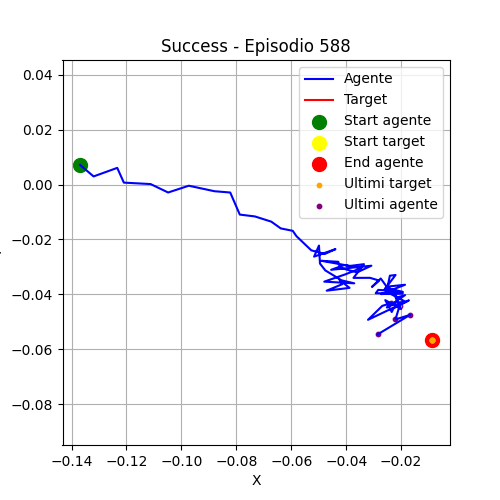 Success - Episodio 588
0.04
0.02
0.00
−0.02
−0.04
−0.06
−0.08
Agente
Target
Start agente
Start target
End agente
Ultimi target
Ultimi agente
−0.14 −0.12 −0.10 −0.08 −0.06 −0.04 −0.02
X